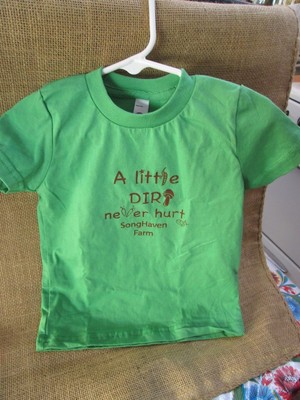 A little
DIRT
never hurt
SongHaven
Farm